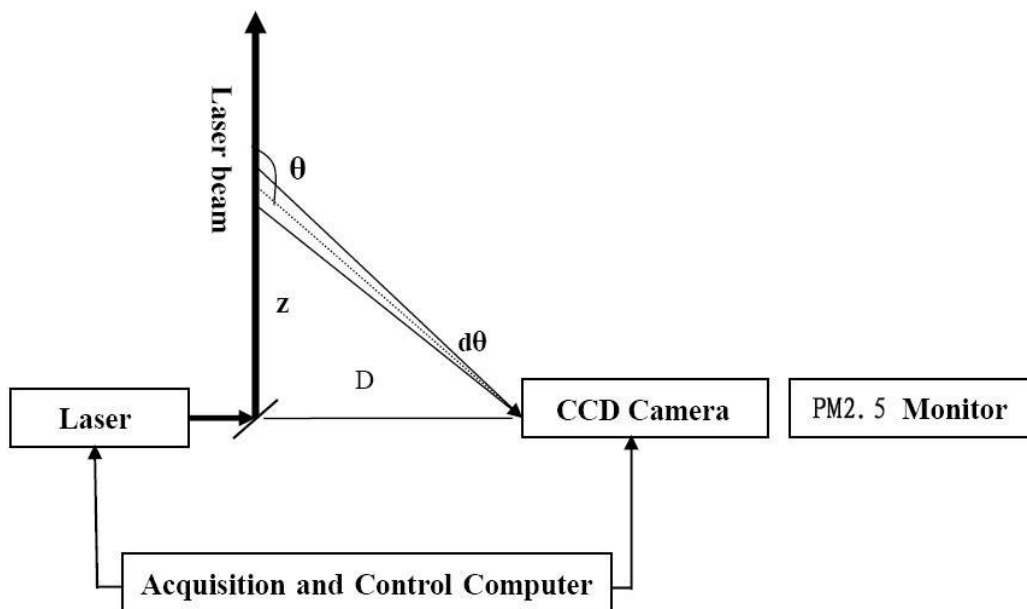 Laser beam
θ
z
dθ
D
Laser
CCD Camera
PM2.5 Monitor
Acquisition and Control Computer